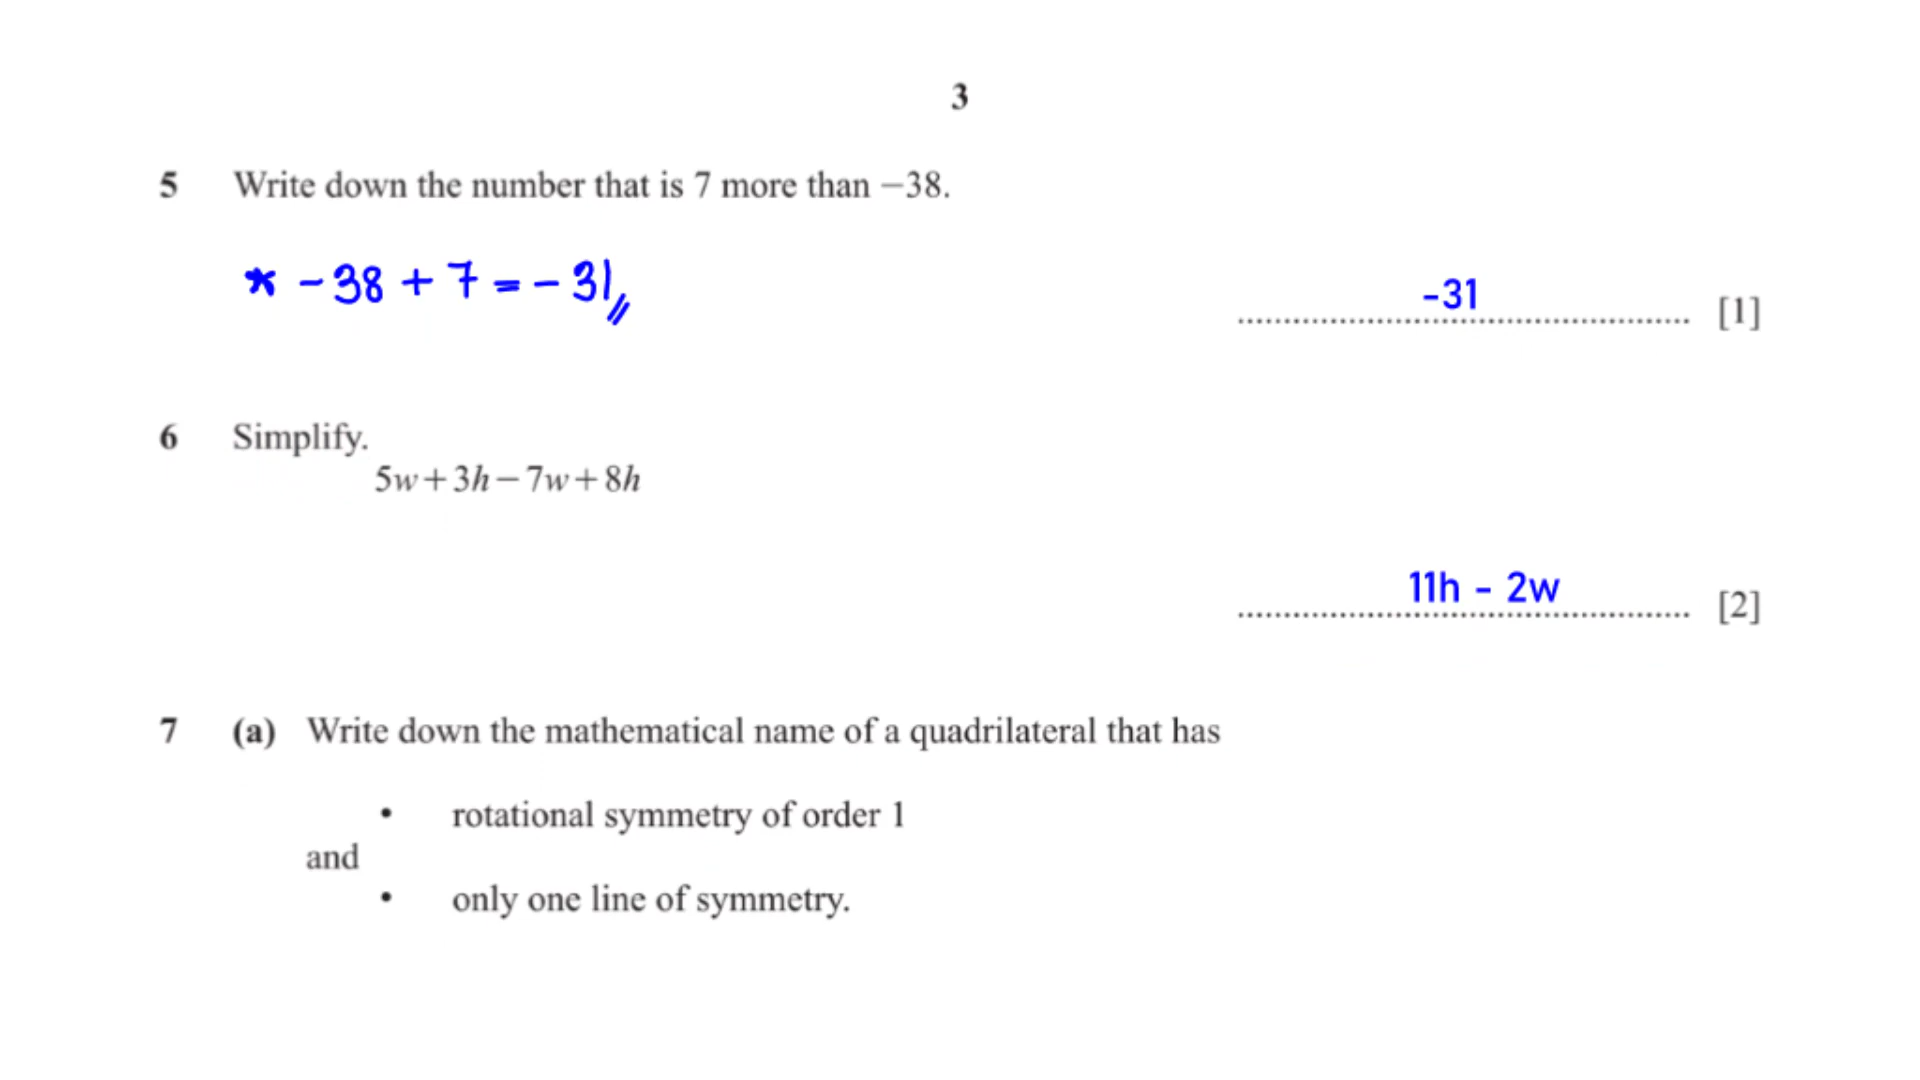 3
5 Write down the number that is 7 more than −38.
* -38 + 7 = -31
-31 [1]
6 Simplify.
5w + 3h − 7w + 8h
11h - 2w [2]
7 (a) Write down the mathematical name of a quadrilateral that has
• rotational symmetry of order 1
and
• only one line of symmetry.